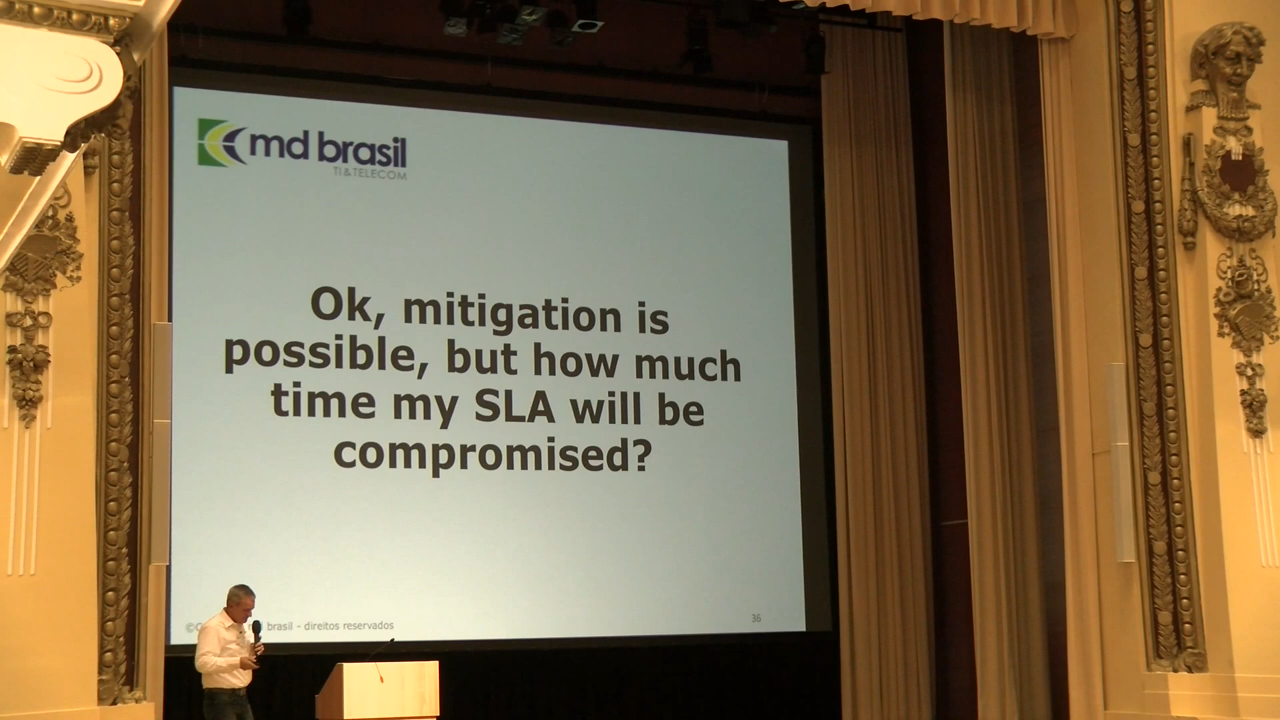 md brasil
TI & TELECOM
Ok, mitigation is
possible, but how much
time my SLA will be
compromised?
brasil - direitos reservados
36